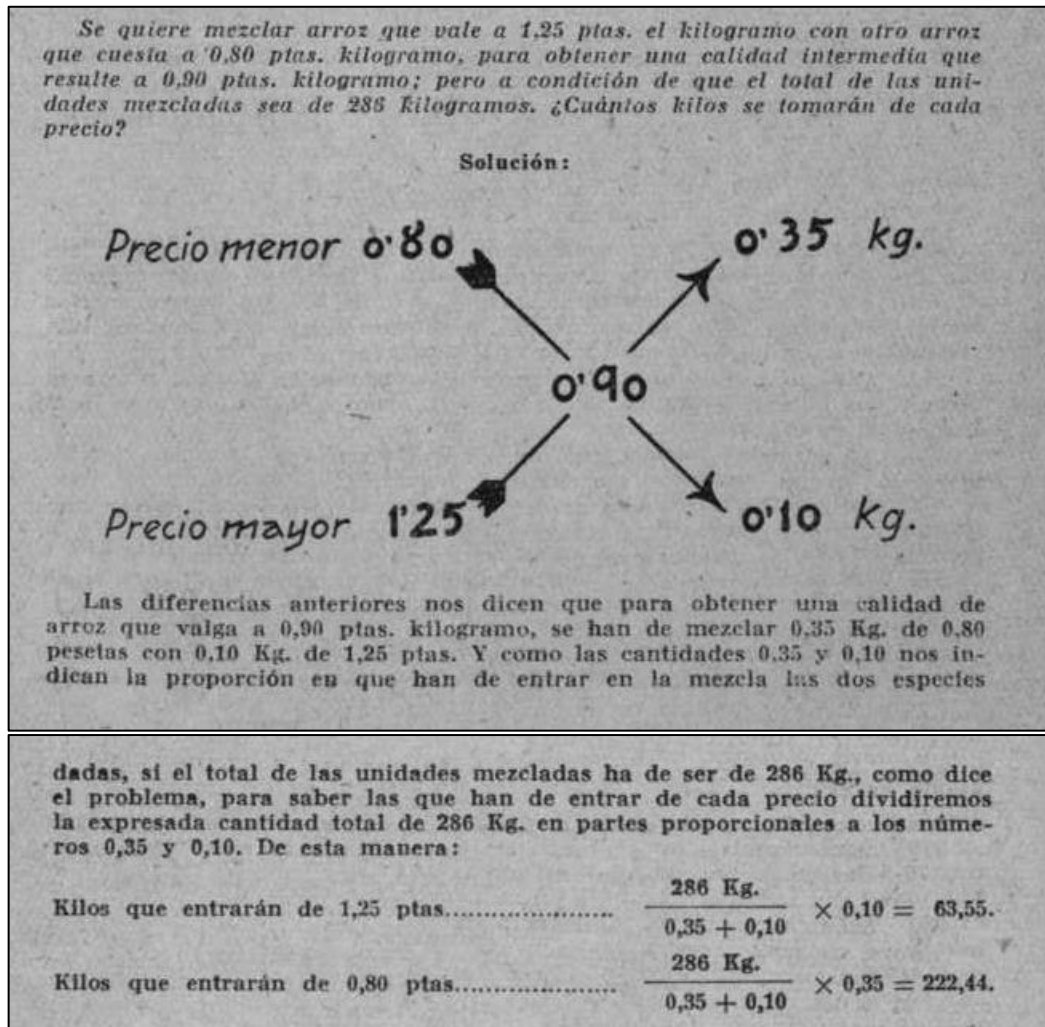 Se quiere mezclar arroz que vale a 1,25 ptas. el kilogramo con otro arroz
que cuesta a 0,80 ptas. kilogramo, para obtener una calidad intermedia que
resulte a 0,90 ptas. kilogramo; pero a condición de que el total de las uni-
dades mezcladas sea de 286 kilogramos. ¿Cuántos kilos se tomarán de cada
precio?
Solución:
Precio menor 0'80 0'35 kg.
0'90
Precio mayor 1'25 0'10 kg.
Las diferencias anteriores nos dicen que para obtener una calidad de
arroz que valga a 0,90 ptas. kilogramo, se han de mezclar 0,35 Kg. de 0,80
pesetas con 0,10 Kg. de 1,25 ptas. Y como las cantidades 0,35 y 0,10 nos in-
dican la proporción en que han de entrar en la mezcla las dos especies
dadas, si el total de las unidades mezcladas ha de ser de 286 Kg., como dice
el problema, para saber las que han de entrar de cada precio dividiremos
la expresada cantidad total de 286 Kg. en partes proporcionales a los núme-
ros 0,35 y 0,10. De esta manera:
286 Kg.
Kilos que entrarán de 1,25 ptas..................... × 0,10 = 63,55.
0,35 + 0,10
286 Kg.
Kilos que entrarán de 0,80 ptas..................... × 0,35 = 222,44.
0,35 + 0,10